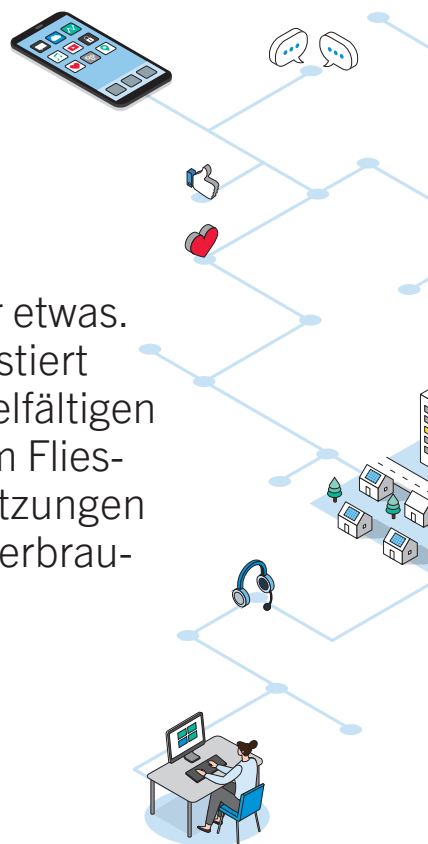 r etwas.
stiert
elfältigen
n Flies-
tzungen
erbrau-